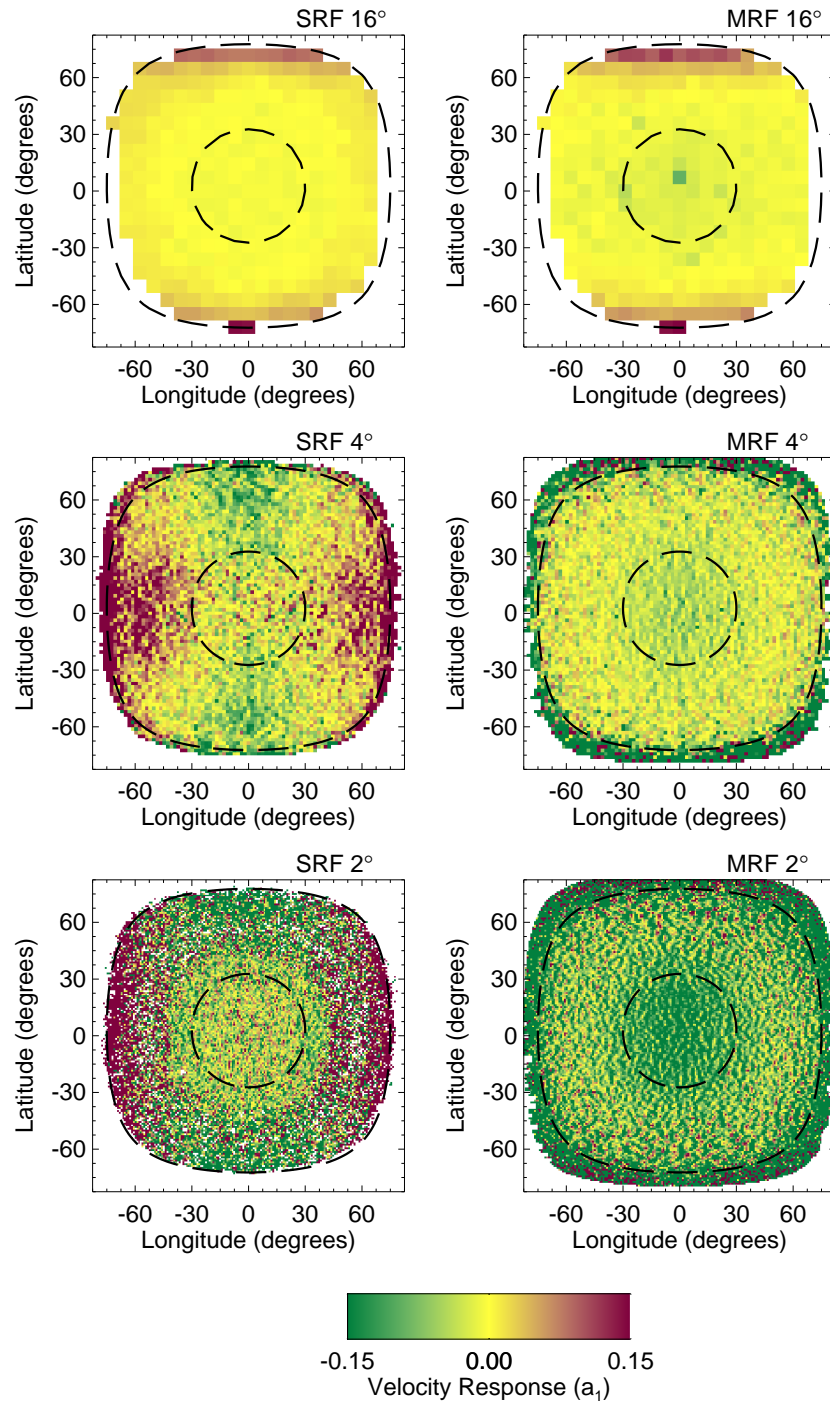 SRF 16°
MRF 16°
Latitude (degrees)
60
30
0
-30
-60
-60 -30 0 30 60
Longitude (degrees)
Latitude (degrees)
60
30
0
-30
-60
-60 -30 0 30 60
Longitude (degrees)
SRF 4°
MRF 4°
Latitude (degrees)
60
30
0
-30
-60
-60 -30 0 30 60
Longitude (degrees)
Latitude (degrees)
60
30
0
-30
-60
-60 -30 0 30 60
Longitude (degrees)
SRF 2°
MRF 2°
Latitude (degrees)
60
30
0
-30
-60
-60 -30 0 30 60
Longitude (degrees)
Latitude (degrees)
60
30
0
-30
-60
-60 -30 0 30 60
Longitude (degrees)
-0.15 0.00 0.15
Velocity Response (a₁)